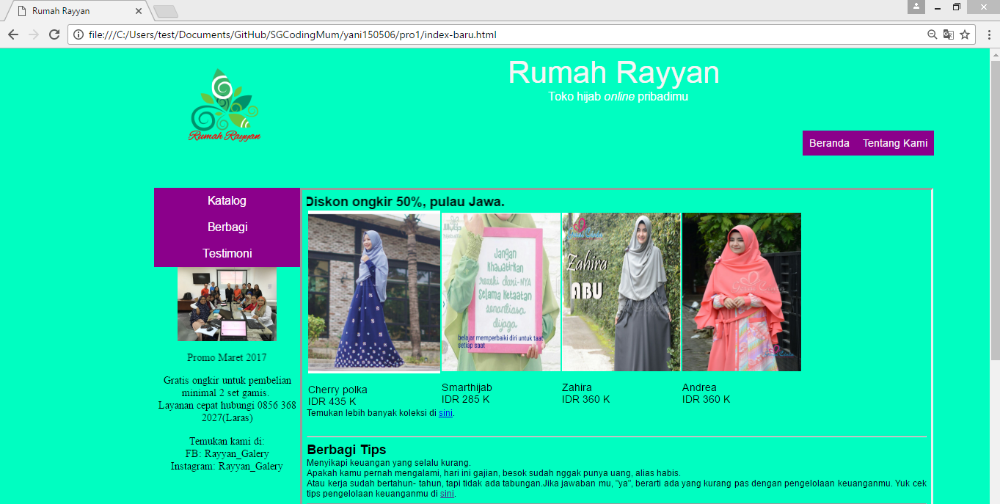 Rumah Rayyan
file:///C:/Users/test/Documents/GitHub/SGCodingMum/yani150506/pro1/index-baru.html
Rumah Rayyan
Rumah Rayyan
Toko hijab online pribadimu
Beranda Tentang Kami
Katalog
Berbagi
Testimoni
Promo Maret 2017
Gratis ongkir untuk pembelian
minimal 2 set gamis.
Layanan cepat hubungi 0856 368
2027(Laras)
Temukan kami di:
FB: Rayyan_Galery
Instagram: Rayyan_Galery
Diskon ongkir 50%, pulau Jawa.
Jangan
Khawatirkan
rezeki dari-NYA
Selama Ketaatan
senantiasa
dijaga
belajar memperbaiki diri untuk taat
setiap saat
Zahira
ABU
Cherry polka
IDR 435 K
Smarthijab
IDR 285 K
Zahira
IDR 360 K
Andrea
IDR 360 K
Temukan lebih banyak koleksi di sini.
Berbagi Tips
Menyikapi keuangan yang selalu kurang.
Apakah kamu pernah mengalami, hari ini gajian, besok sudah nggak punya uang, alias habis.
Atau kerja sudah bertahun- tahun, tapi tidak ada tabungan.Jika jawaban mu, "ya", berarti ada yang kurang pas dengan pengelolaan keuanganmu. Yuk cek
tips pengelolaan keuanganmu di sini.